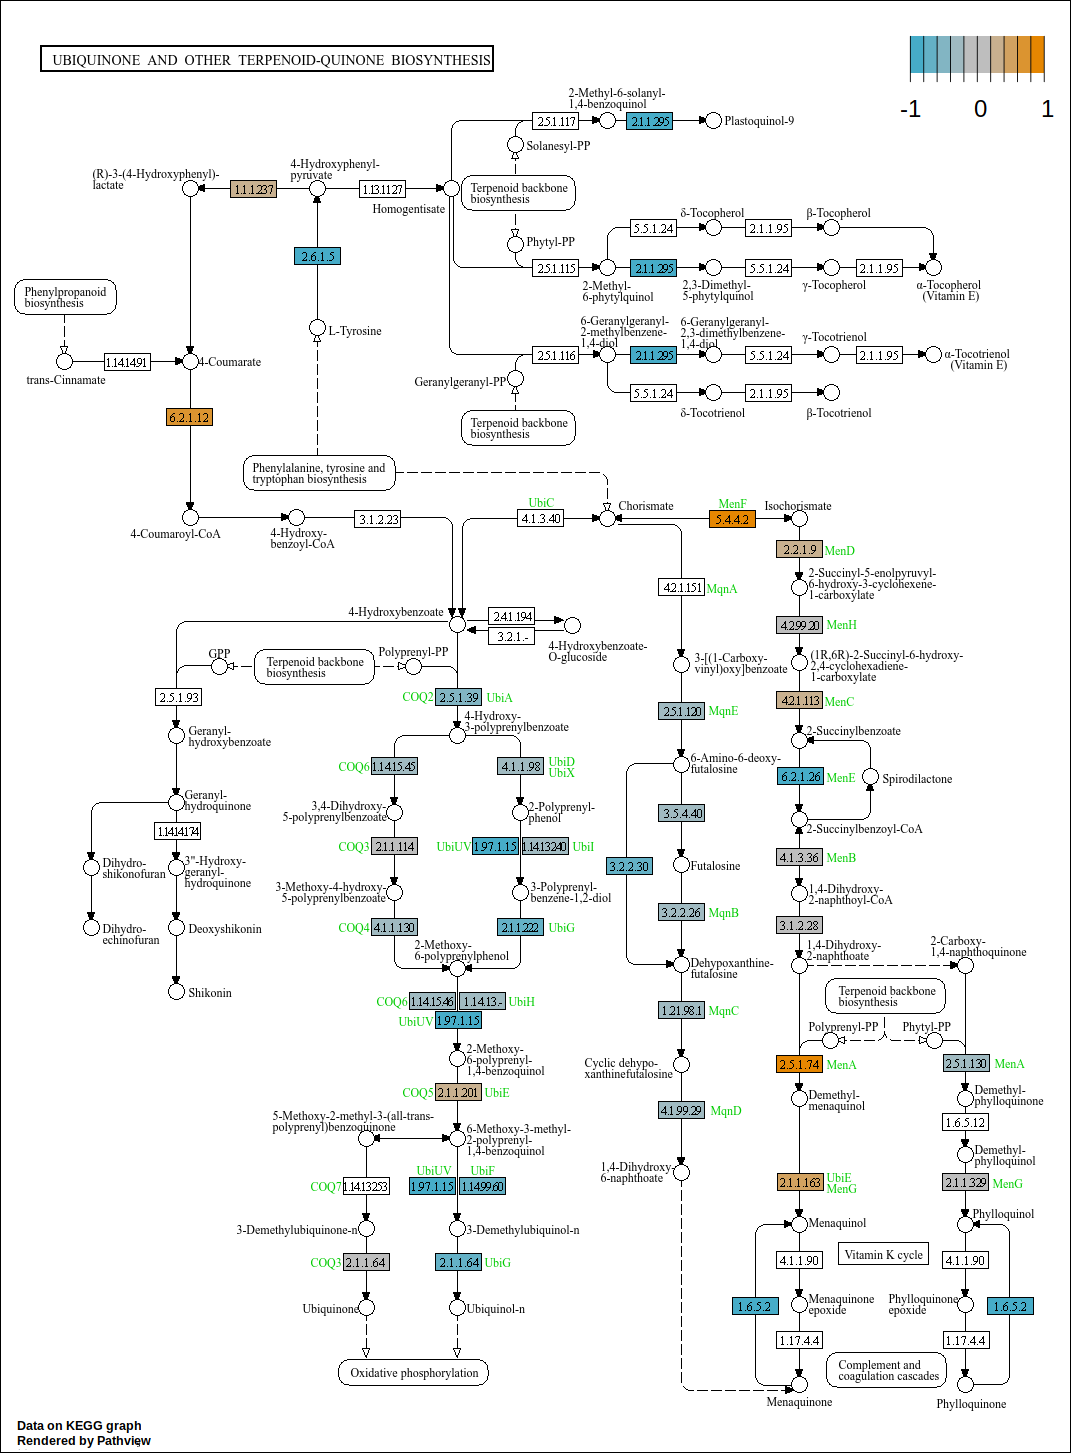 UBIQUINONE AND OTHER TERPENOID-QUINONE BIOSYNTHESIS
-1 0 1
2-Methyl-6-solanyl-
1,4-benzoquinol
2.5.1.117
2.1.1.295
Plastoquinol-9
Solanesyl-PP
(R)-3-(4-Hydroxyphenyl)-
lactate
1.1.1.237
4-Hydroxyphenyl-
pyruvate
1.13.11.27
Homogentisate
Terpenoid backbone
biosynthesis
2.6.1.5
Phytyl-PP
δ-Tocopherol
β-Tocopherol
5.5.1.24
2.1.1.95
2.5.1.115
2.1.1.295
5.5.1.24
2.1.1.95
2-Methyl-
6-phytylquinol
2,3-Dimethyl-
5-phytylquinol
γ-Tocopherol
α-Tocopherol
(Vitamin E)
Phenylpropanoid
biosynthesis
L-Tyrosine
6-Geranylgeranyl-
2-methylbenzene-
1,4-diol
6-Geranylgeranyl-
2,3-dimethylbenzene-
1,4-diol
γ-Tocotrienol
2.5.1.116
2.1.1.295
5.5.1.24
2.1.1.95
α-Tocotrienol
(Vitamin E)
trans-Cinnamate
1.14.14.91
4-Coumarate
Geranylgeranyl-PP
5.5.1.24
2.1.1.95
δ-Tocotrienol
β-Tocotrienol
Terpenoid backbone
biosynthesis
6.2.1.12
Phenylalanine, tyrosine and
tryptophan biosynthesis
4-Coumaroyl-CoA
4-Hydroxy-
benzoyl-CoA
3.1.2.23
UbiC
4.1.3.40
Chorismate
MenF
5.4.4.2
Isochorismate
2.2.1.9
MenD
2-Succinyl-5-enolpyruvyl-
6-hydroxy-3-cyclohexene-
1-carboxylate
4.2.1.151
MqnA
4-Hydroxybenzoate
2.4.1.194
3.2.1.-
4-Hydroxybenzoate-
O-glucoside
4.2.99.20
MenH
3-[(1-Carboxy-
vinyl)oxy]benzoate
(1R,6R)-2-Succinyl-6-hydroxy-
2,4-cyclohexadiene-
1-carboxylate
GPP
Terpenoid backbone
biosynthesis
Polyprenyl-PP
2.5.1.93
COQ2
2.5.1.39
UbiA
2.5.1.120
MqnE
4.2.1.113
MenC
4-Hydroxy-
3-polyprenylbenzoate
Geranyl-
hydroxybenzoate
2-Succinylbenzoate
COQ6
1.14.15.45
4.1.1.98
UbiD
UbiX
6-Amino-6-deoxy-
futalosine
6.2.1.26
MenE
Spirodilactone
Geranyl-
hydroquinone
3,4-Dihydroxy-
5-polyprenylbenzoate
2-Polyprenyl-
phenol
3.5.4.40
2-Succinylbenzoyl-CoA
1.14.14.174
COQ3
2.1.1.114
UbiUV
1.97.1.15
1.14.13.240
UbiI
3.2.2.30
Futalosine
4.1.3.36
MenB
Dihydro-
shikonofuran
3"-Hydroxy-
geranyl-
hydroquinone
3-Methoxy-4-hydroxy-
5-polyprenylbenzoate
3-Polyprenyl-
benzene-1,2-diol
1,4-Dihydroxy-
2-naphthoyl-CoA
Dihydro-
echinofuran
Deoxyshikonin
COQ4
4.1.1.130
2.1.1.222
UbiG
3.2.2.26
MqnB
3.1.2.28
2-Methoxy-
6-polyprenylphenol
Dehypoxanthine-
futalosine
1,4-Dihydroxy-
2-naphthoate
2-Carboxy-
1,4-naphthoquinone
Shikonin
COQ6
1.14.15.46
1.14.13.-
UbiH
UbiUV
1.97.1.15
1.21.98.1
MqnC
Terpenoid backbone
biosynthesis
Polyprenyl-PP
Phytyl-PP
2-Methoxy-
6-polyprenyl-
1,4-benzoquinol
Cyclic dehypo-
xanthinefutalosine
2.5.1.74
MenA
2.5.1.130
MenA
COQ5
2.1.1.201
UbiE
4.1.99.29
MqnD
Demethyl-
menaquinol
Demethyl-
phylloquinone
1.6.5.12
5-Methoxy-2-methyl-3-(all-trans-
polyprenyl)benzoquinone
6-Methoxy-3-methyl-
2-polyprenyl-
1,4-benzoquinol
Demethyl-
phylloquinol
1,4-Dihydroxy-
6-naphthoate
UbiUV
UbiF
COQ7
1.14.13.253
1.97.1.15
1.14.99.60
2.1.1.163
UbiE
MenG
2.1.1.329
MenG
3-Demethylubiquinone-n
3-Demethylubiquinol-n
Menaquinol
Phylloquinol
COQ3
2.1.1.64
2.1.1.64
UbiG
4.1.1.90
Vitamin K cycle
4.1.1.90
Ubiquinone
Ubiquinol-n
1.6.5.2
Menaquinone
epoxide
Phylloquinone
epoxide
1.6.5.2
1.17.4.4
1.17.4.4
Oxidative phosphorylation
Complement and
coagulation cascades
Menaquinone
Phylloquinone
Data on KEGG graph
Rendered by Pathview